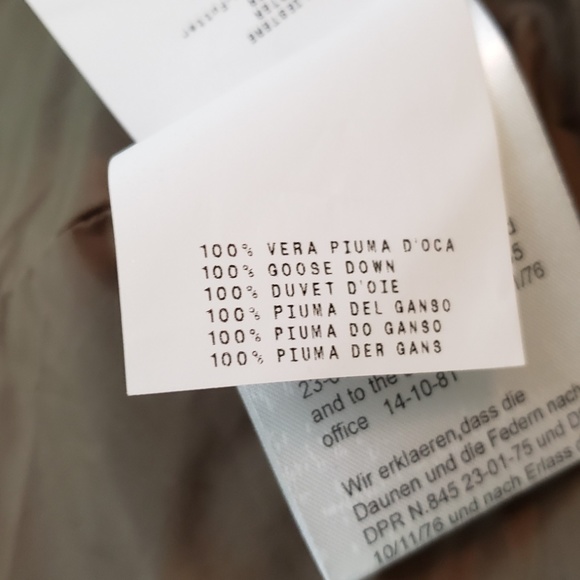 100% VERA PIUMA D'OCA
100% GOOSE DOWN
100% DUVET D'OIE
100% PIUMA DEL GANSO
100% PIUMA DO GANSO
100% PIUMA DER GANS
/76
and to the
office 14-10-81
Wir erklaeren,dass die
Daunen und die Federn nach
DPR N.845 23-01-75 und D
10/11/76 und nach Erlass